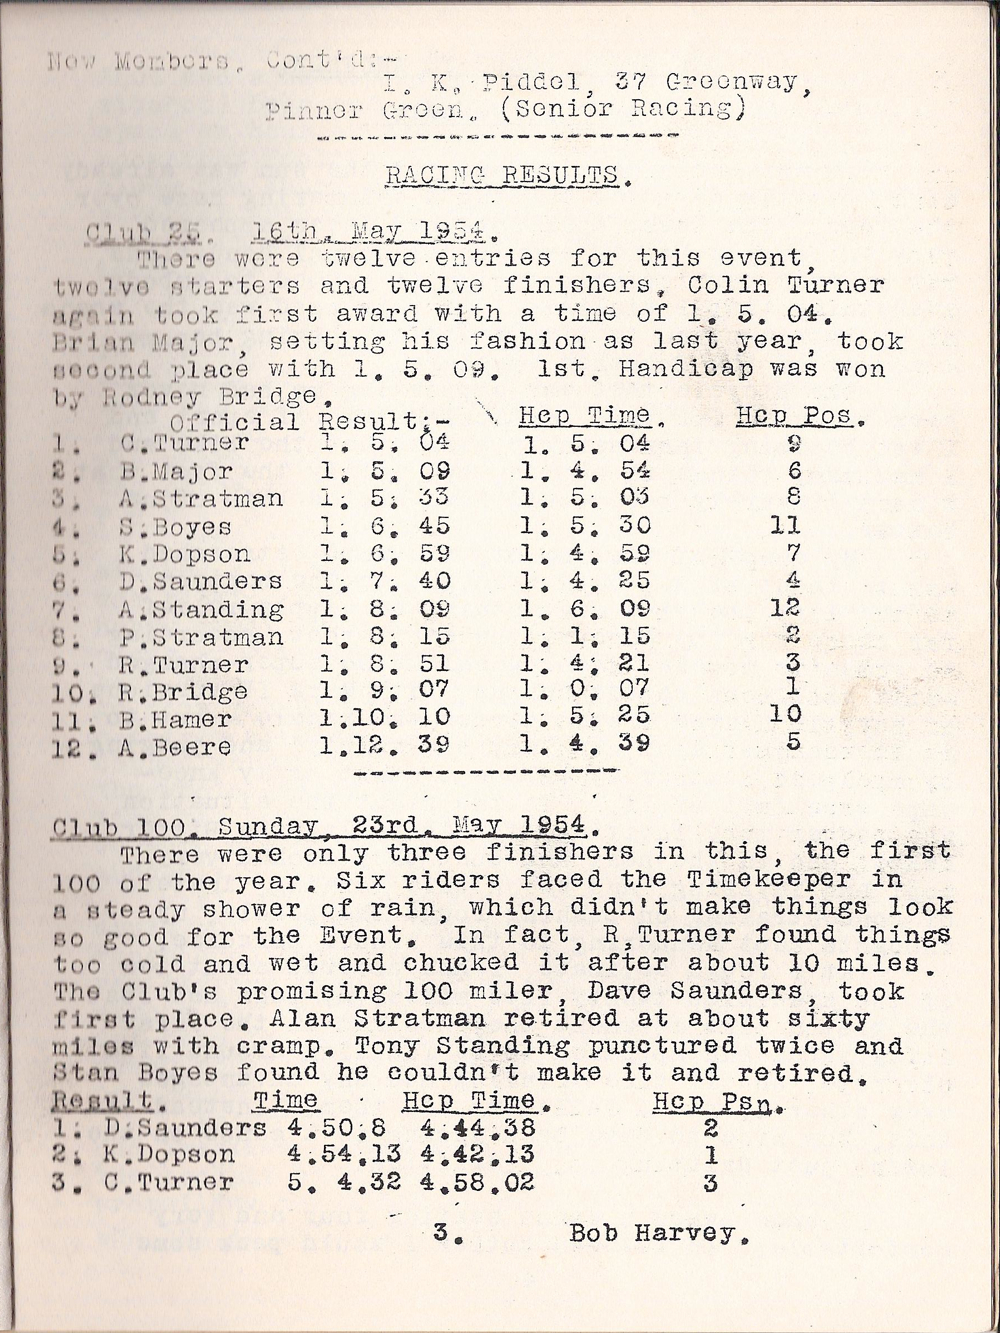 New Members. Cont'd:-
I. K. Piddel, 37 Greenway,
Pinner Green. (Senior Racing)
RACING RESULTS.
Club 25. 16th. May 1954.
There were twelve entries for this event,
twelve starters and twelve finishers, Colin Turner
again took first award with a time of 1. 5. 04.
Brian Major, setting his fashion as last year, took
second place with 1. 5. 09. 1st. Handicap was won
by Rodney Bridge.
Official Result:- Hcp Time. Hcp Pos.
1. C.Turner 1. 5. 04 1. 5. 04 9
2. B.Major 1. 5. 09 1. 4. 54 6
3. A.Stratman 1. 5. 33 1. 5. 03 8
4. S.Boyes 1. 6. 45 1. 5. 30 11
5. K.Dopson 1. 6. 59 1. 4. 59 7
6. D.Saunders 1. 7. 40 1. 4. 25 4
7. A.Standing 1. 8. 09 1. 6. 09 12
8. P.Stratman 1. 8. 15 1. 1. 15 2
9. R.Turner 1. 8. 51 1. 4. 21 3
10. R.Bridge 1. 9. 07 1. 0. 07 1
11. B.Hamer 1.10. 10 1. 5. 25 10
12. A.Beere 1.12. 39 1. 4. 39 5
Club 100. Sunday, 23rd. May 1954.
There were only three finishers in this, the first
100 of the year. Six riders faced the Timekeeper in
a steady shower of rain, which didn't make things look
so good for the Event. In fact, R,Turner found things
too cold and wet and chucked it after about 10 miles.
The Club's promising 100 miler, Dave Saunders, took
first place. Alan Stratman retired at about sixty
miles with cramp. Tony Standing punctured twice and
Stan Boyes found he couldn't make it and retired.
Result. Time Hcp Time. Hcp Psn.
1. D.Saunders 4.50.8 4.44.38 2
2. K.Dopson 4.54.13 4.42.13 1
3. C.Turner 5. 4.32 4.58.02 3
3. Bob Harvey.